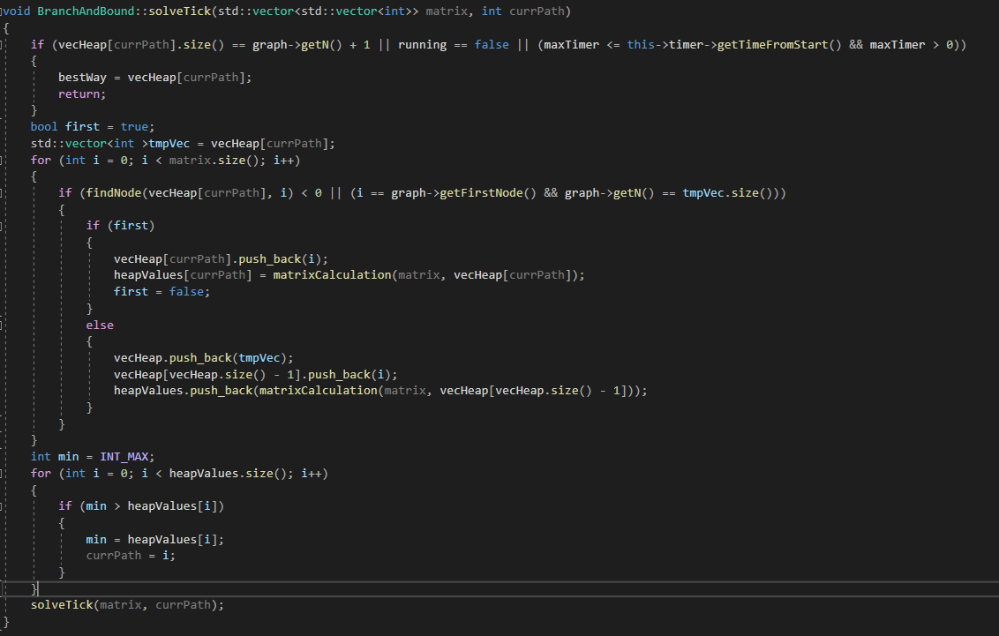 void BranchAndBound::solveTick(std::vector<std::vector<int>> matrix, int currPath)
{
    if (vecHeap[currPath].size() == graph->getN() + 1 || running == false || (maxTimer <= this->timer->getTimeFromStart() && maxTimer > 0))
    {
        bestWay = vecHeap[currPath];
        return;
    }
    bool first = true;
    std::vector<int >tmpVec = vecHeap[currPath];
    for (int i = 0; i < matrix.size(); i++)
    {
        if (findNode(vecHeap[currPath], i) < 0 || (i == graph->getFirstNode() && graph->getN() == tmpVec.size()))
        {
            if (first)
            {
                vecHeap[currPath].push_back(i);
                heapValues[currPath] = matrixCalculation(matrix, vecHeap[currPath]);
                first = false;
            }
            else
            {
                vecHeap.push_back(tmpVec);
                vecHeap[vecHeap.size() - 1].push_back(i);
                heapValues.push_back(matrixCalculation(matrix, vecHeap[vecHeap.size() - 1]));
            }
        }
    }
    int min = INT_MAX;
    for (int i = 0; i < heapValues.size(); i++)
    {
        if (min > heapValues[i])
        {
            min = heapValues[i];
            currPath = i;
        }
    }
    solveTick(matrix, currPath);
}